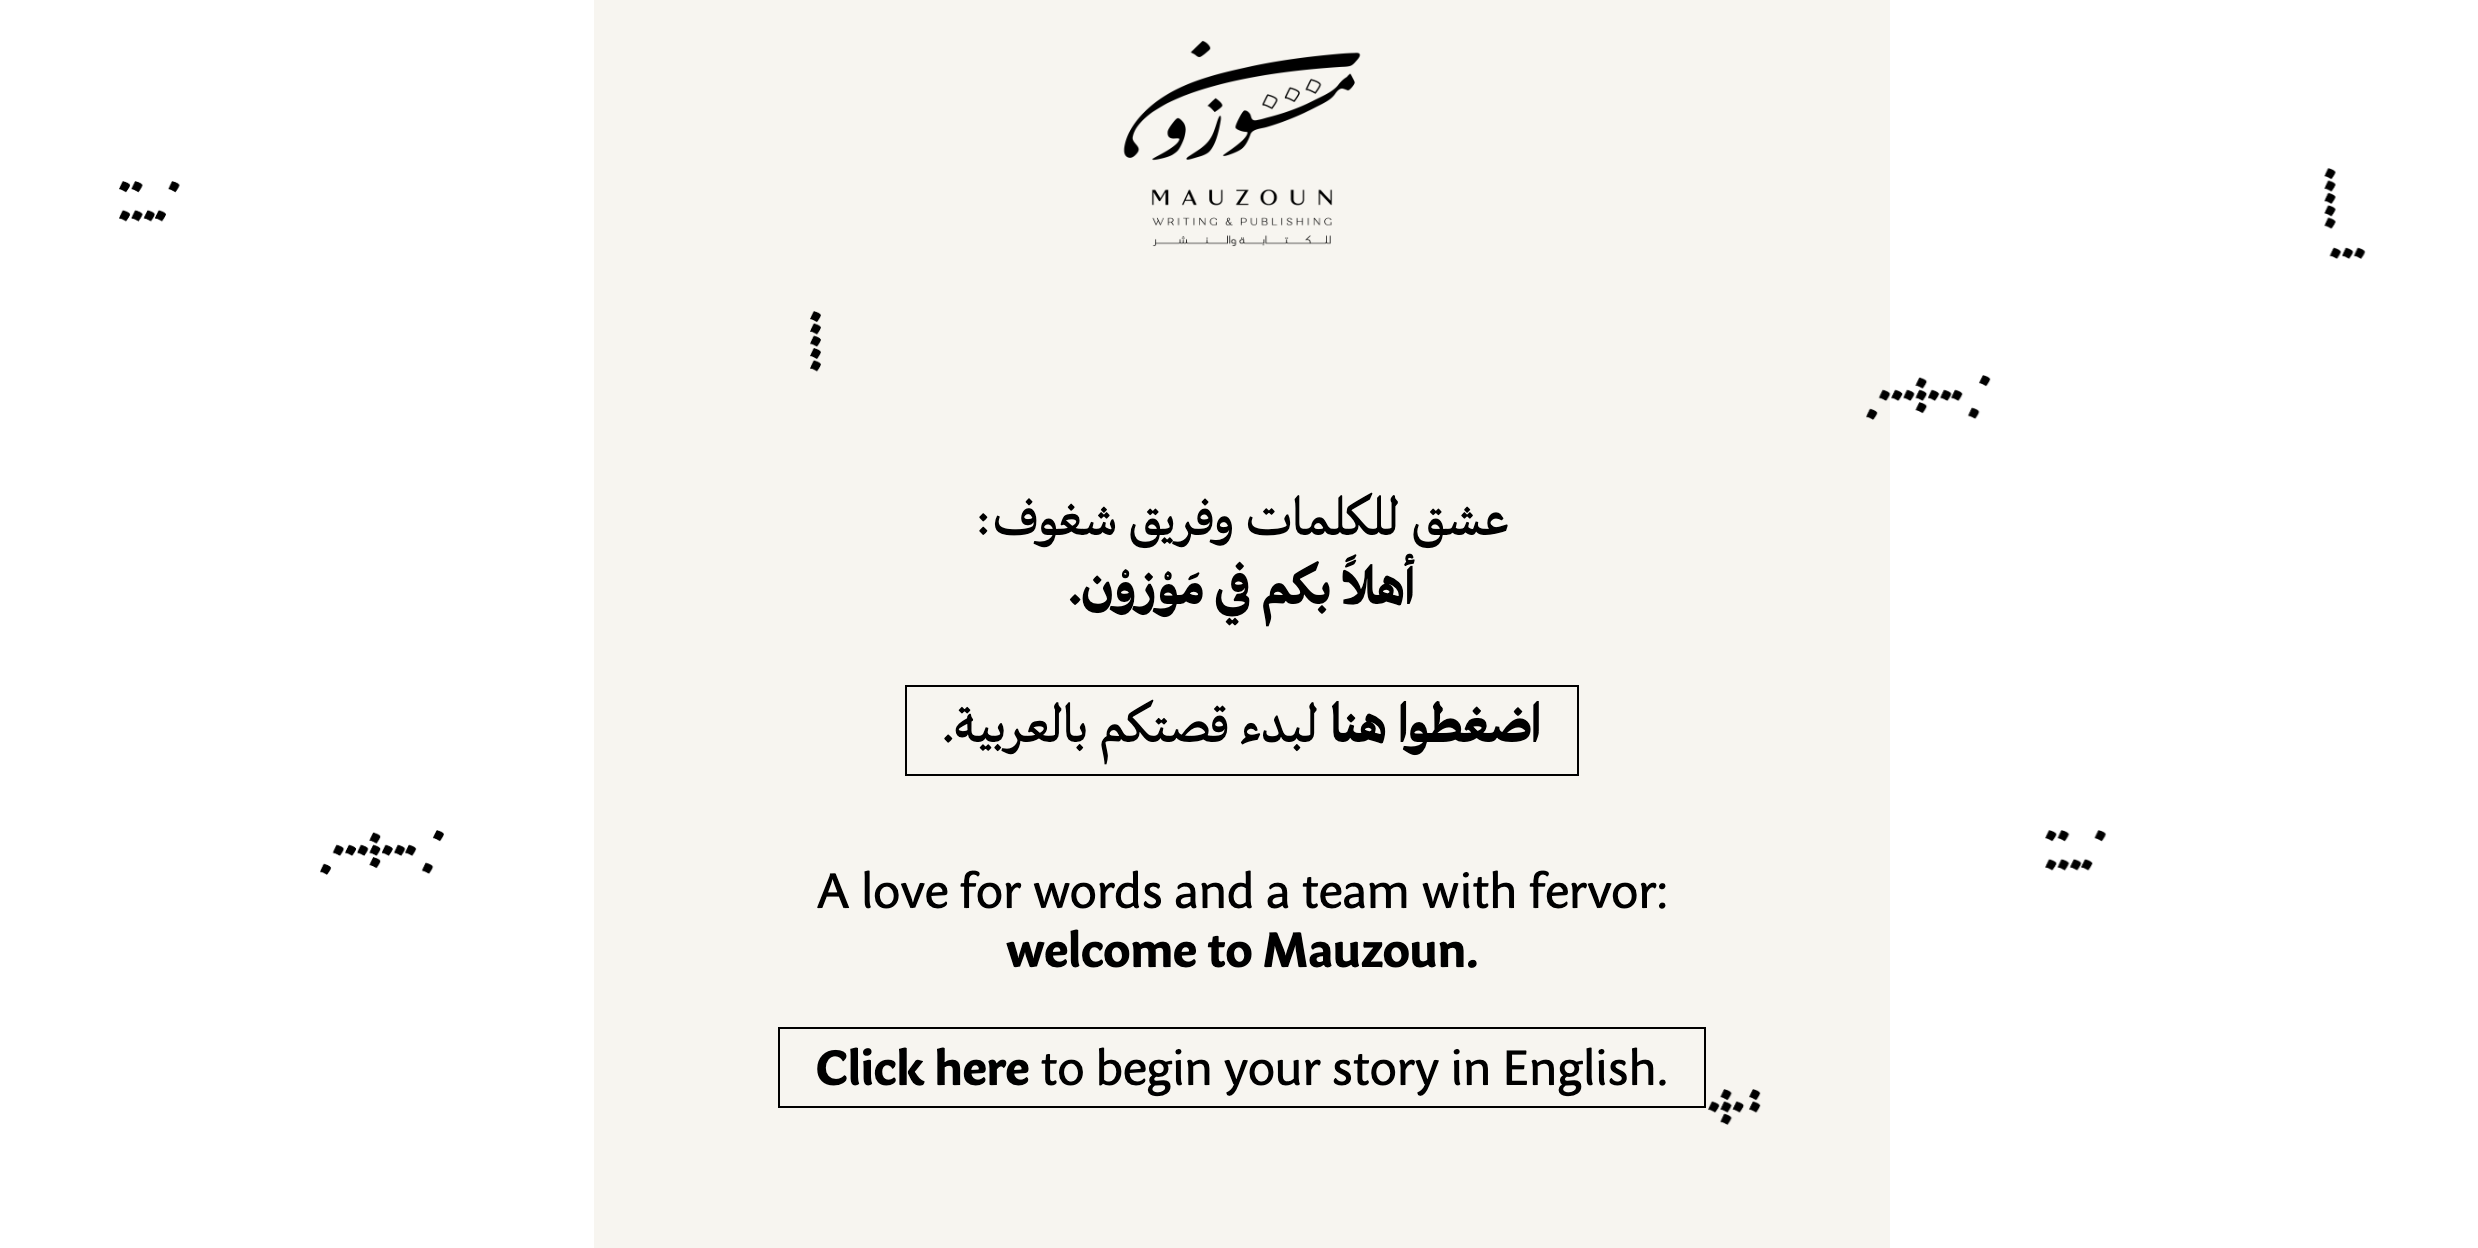 موزون
MAUZOUN
WRITING & PUBLISHING
للكتابة والنشر
عشق للكلمات وفريق شغوف:
أهلاً بكم في مَوْزوْن.
اضغطوا هنا لبدء قصتكم بالعربية.
A love for words and a team with fervor:
welcome to Mauzoun.
Click here to begin your story in English.